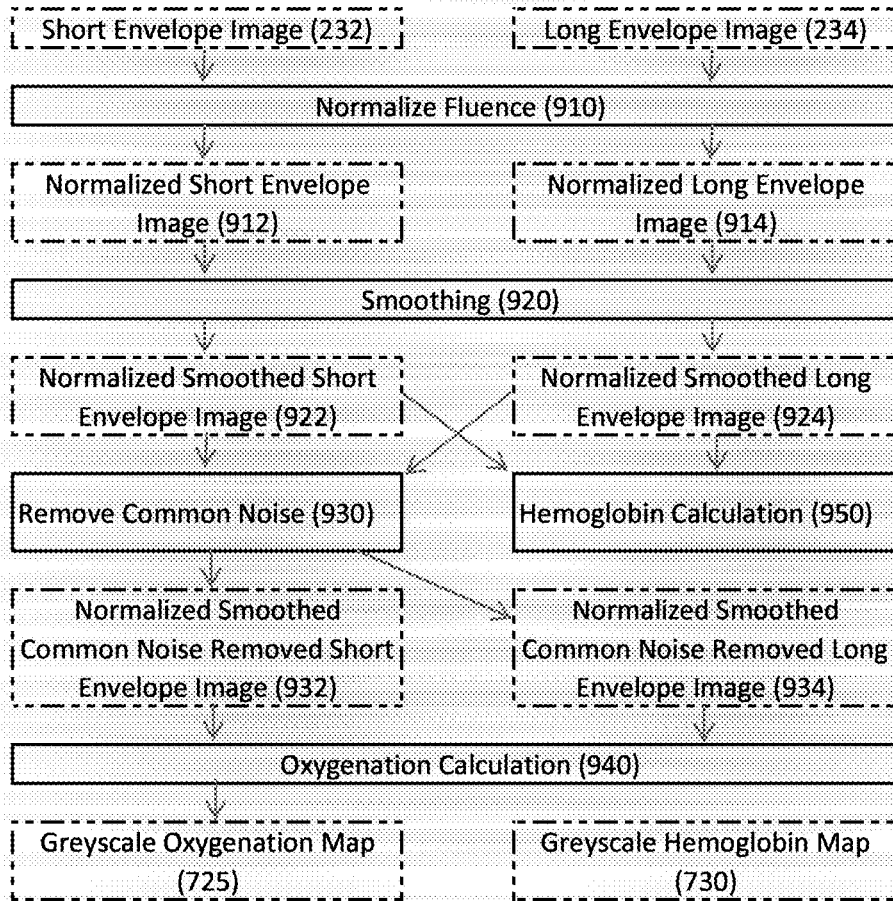 Short Envelope Image (232)
Long Envelope Image (234)
Normalize Fluence (910)
Normalized Short Envelope
Image (912)
Normalized Long Envelope
Image (914)
Smoothing (920)
Normalized Smoothed Short
Envelope Image (922)
Normalized Smoothed Long
Envelope Image (924)
Remove Common Noise (930)
Hemoglobin Calculation (950)
Normalized Smoothed
Common Noise Removed Short
Envelope Image (932)
Normalized Smoothed
Common Noise Removed Long
Envelope Image (934)
Oxygenation Calculation (940)
Greyscale Oxygenation Map
(725)
Greyscale Hemoglobin Map
(730)